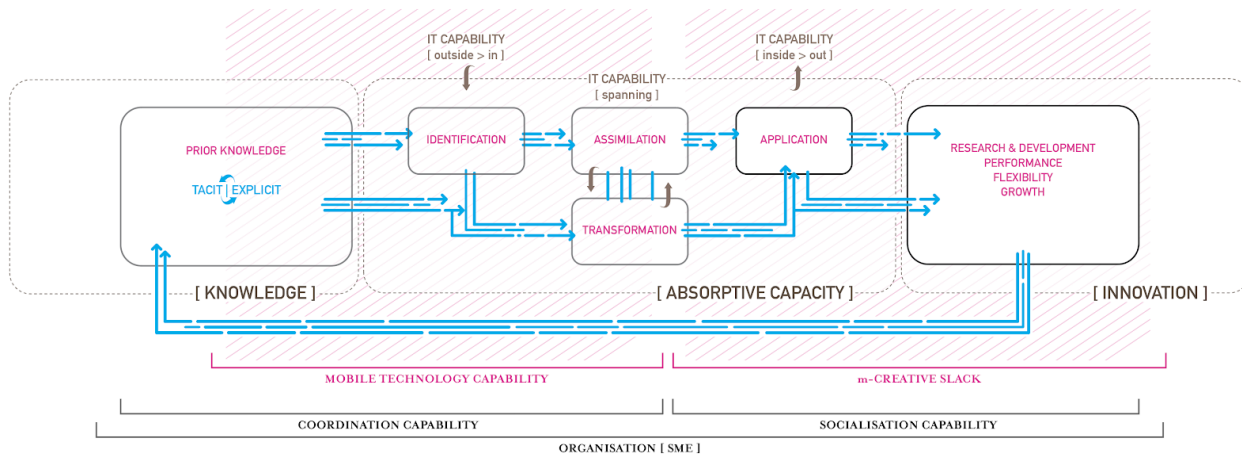 IT CAPABILITY
[ outside > in ]
IT CAPABILITY
[ inside > out ]
IT CAPABILITY
[ spanning ]
PRIOR KNOWLEDGE
TACIT | EXPLICIT
IDENTIFICATION
ASSIMILATION
APPLICATION
TRANSFORMATION
RESEARCH & DEVELOPMENT
PERFORMANCE
FLEXIBILITY
GROWTH
[ KNOWLEDGE ]
[ ABSORPTIVE CAPACITY ]
[ INNOVATION ]
MOBILE TECHNOLOGY CAPABILITY
m-CREATIVE SLACK
COORDINATION CAPABILITY
SOCIALISATION CAPABILITY
ORGANISATION [ SME ]